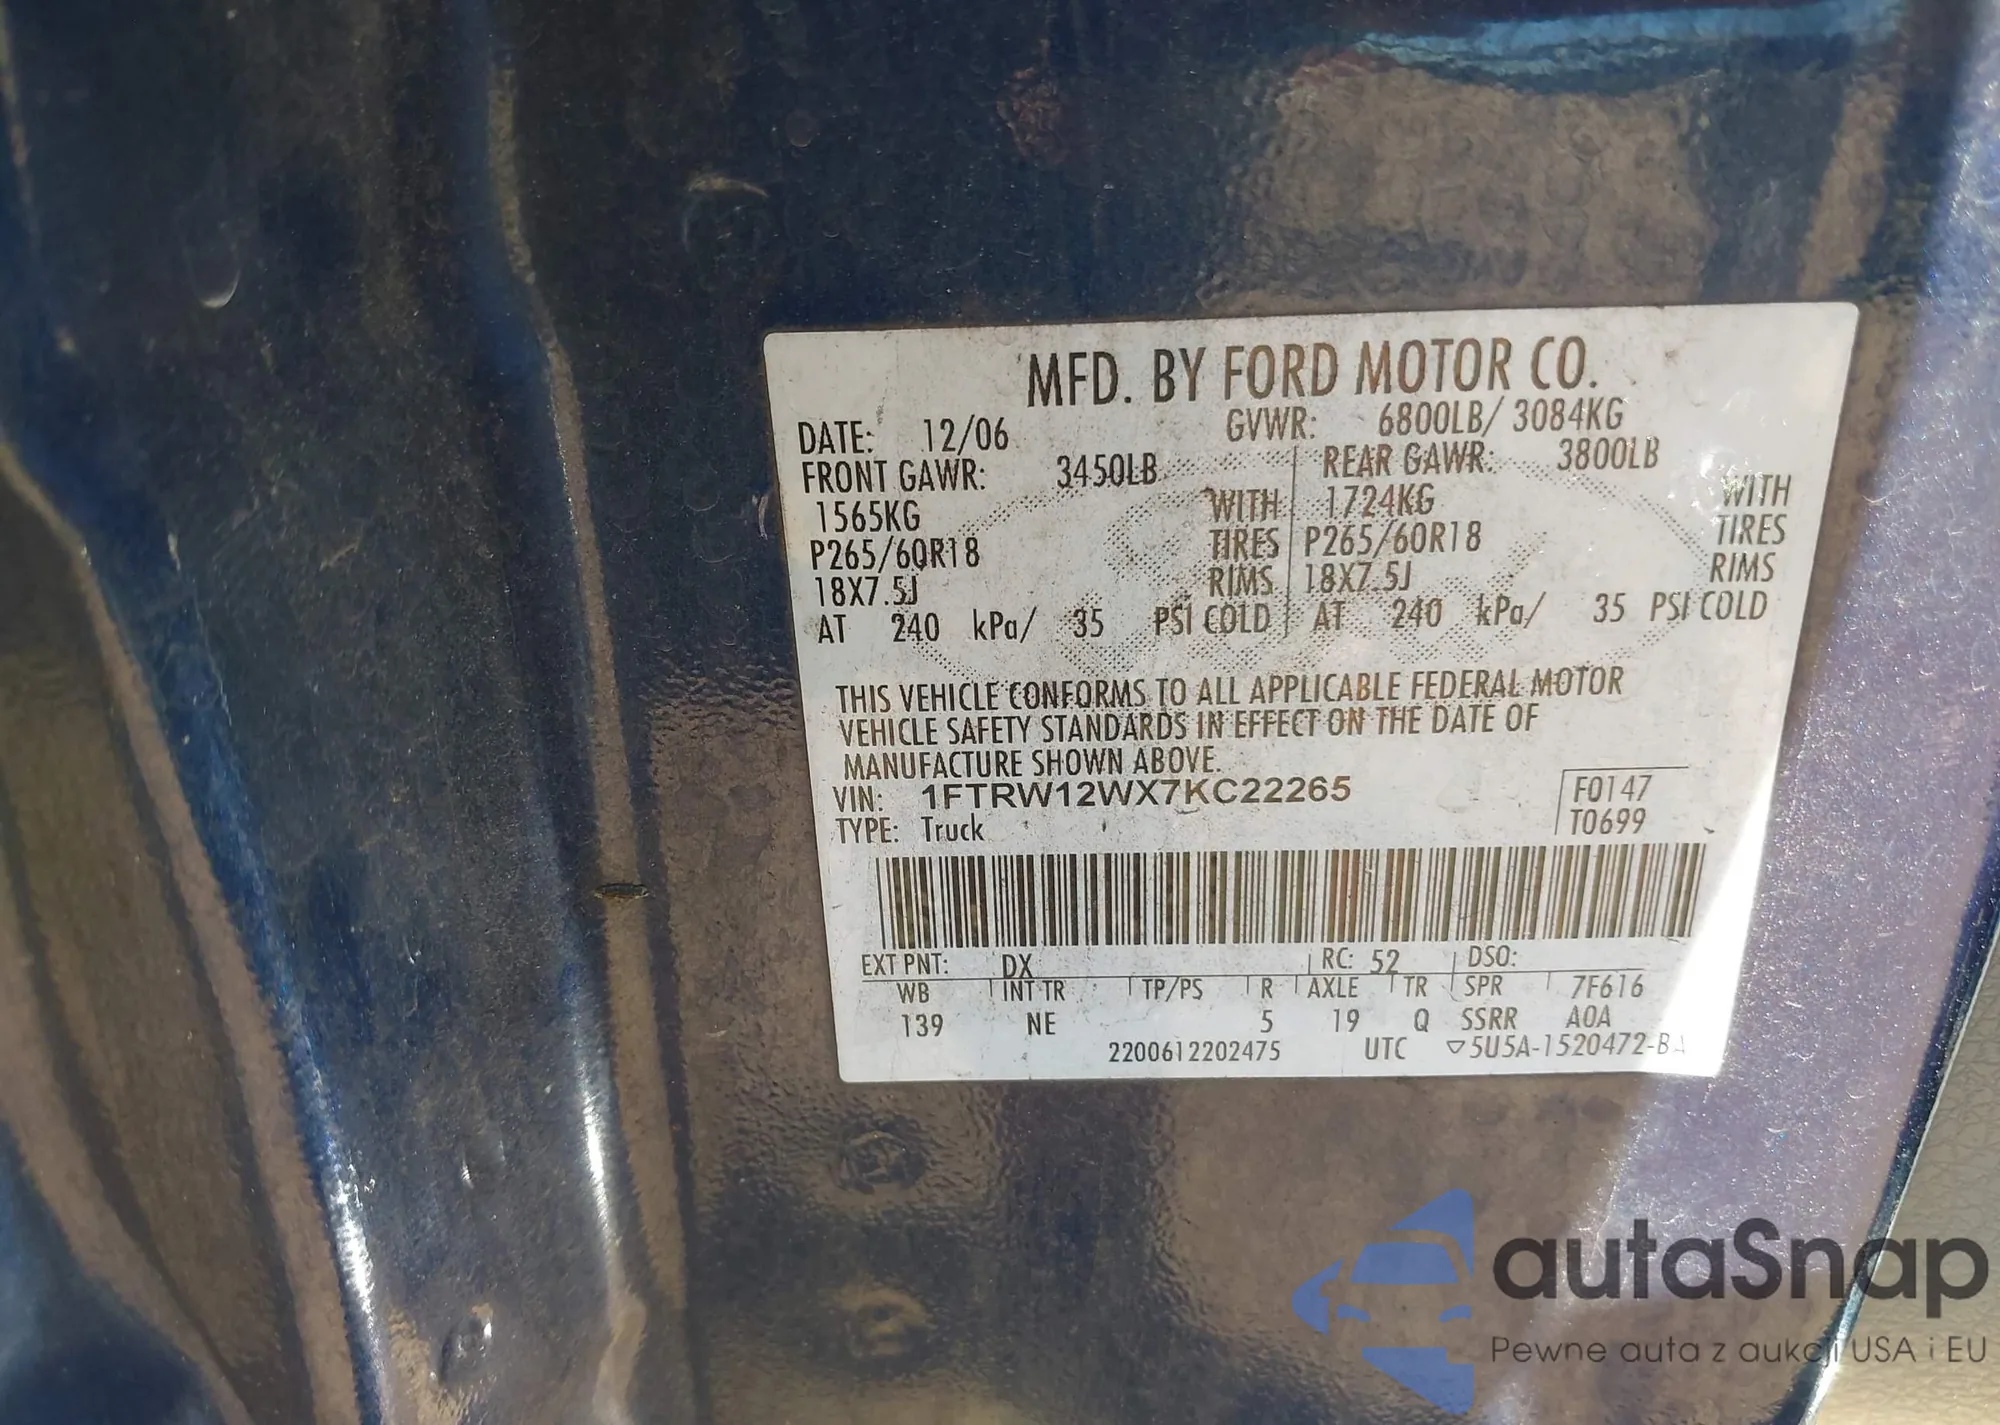 MFD. BY FORD MOTOR CO.
DATE: 12/06 GVWR: 6800LB/ 3084KG
FRONT GAWR: 3450LB REAR GAWR: 3800LB
1565KG WITH 1724KG WITH
P265/60R18 TIRES P265/60R18 TIRES
18X7.5J RIMS 18X7.5J RIMS
AT 240 kPa/ 35 PSI COLD AT 240 kPa/ 35 PSI COLD
THIS VEHICLE CONFORMS TO ALL APPLICABLE FEDERAL MOTOR
VEHICLE SAFETY STANDARDS IN EFFECT ON THE DATE OF
MANUFACTURE SHOWN ABOVE.
VIN: 1FTRW12WX7KC22265 F0147
TYPE: Truck T0699
EXT PNT: DX RC: 52 DSO:
WB INT TR TP/PS R AXLE TR SPR 7F616
139 NE 5 19 Q SSRR A0A
2200612202475 UTC ▽5U5A-1520472-BA
autaSnap
Pewne auta z aukcji USA i EU